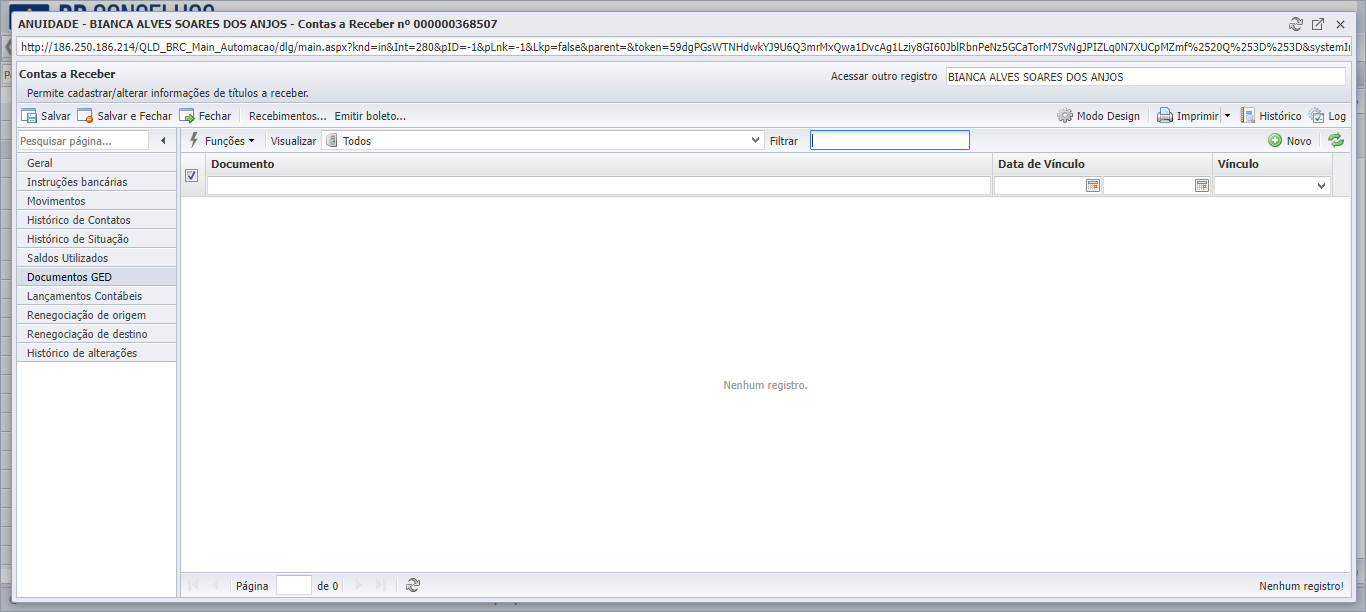 ANUIDADE - BIANCA ALVES SOARES DOS ANJOS - Contas a Receber nº 000000368507
http://186.250.186.214/QLD_BRC_Main_Automacao/dlg/main.aspx?knd=in&Int=280&pID=-1&pLnk=-1&Lkp=false&parent=&token=59dgPGsWTNHdwkYJ9U6Q3mrMxQwa1DvcAg1Lziy8GI60JblRbnPeNz5GCaTorM7SvNgJPIZLq0N7XUCpMZmf%2520Q%253D%253D&systemIn
Contas a Receber
Acessar outro registro BIANCA ALVES SOARES DOS ANJOS
Permite cadastrar/alterar informações de títulos a receber.
Salvar Salvar e Fechar Fechar Recebimentos... Emitir boleto... Modo Design Imprimir Histórico Log
Pesquisar página... Funções Visualizar Todos Filtrar Novo
Geral
Instruções bancárias
Movimentos
Histórico de Contatos
Histórico de Situação
Saldos Utilizados
Documentos GED
Lançamentos Contábeis
Renegociação de origem
Renegociação de destino
Histórico de alterações
Documento Data de Vínculo Vínculo
Nenhum registro.
Página de 0 Nenhum registro!